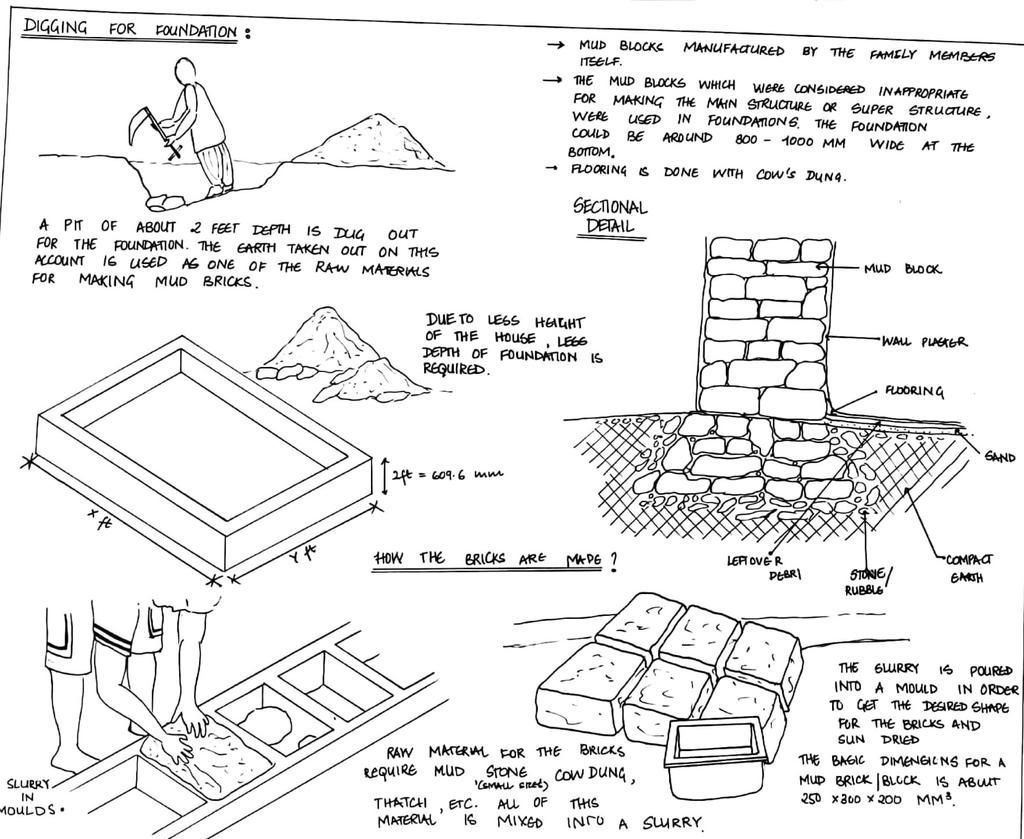 DIGGING FOR FOUNDATION :
A PIT OF ABOUT 2 FEET DEPTH IS DUG OUT
FOR THE FOUNDATION. THE EARTH TAKEN OUT ON THIS
ACCOUNT IS USED AS ONE OF THE RAW MATERIALS
FOR MAKING MUD BRICKS.
→ MUD BLOCKS MANUFACTURED BY THE FAMILY MEMBERS
ITSELF.
→ THE MUD BLOCKS WHICH WERE CONSIDERED INAPPROPRIATE
FOR MAKING THE MAIN STRUCTURE OR SUPER STRUCTURE,
WERE USED IN FOUNDATIONS. THE FOUNDATION
COULD BE AROUND 800 - 1000 MM WIDE AT THE
BOTTOM.
→ FLOORING IS DONE WITH COW'S DUNG.
SECTIONAL
DETAIL
MUD BLOCK
WALL PLASTER
FLOORING
SAND
COMPACT
EARTH
STONE/
RUBBLE
LEFTOVER
DEBRI
DUE TO LESS HEIGHT
OF THE HOUSE, LESS
DEPTH OF FOUNDATION IS
REQUIRED.
2ft = 609.6 mm
X ft
Y ft
HOW THE BRICKS ARE MADE ?
SLURRY
IN
MOULDS.
RAW MATERIAL FOR THE BRICKS
REQUIRE MUD STONE COW DUNG,
(SMALL SIZES)
THATCH, ETC. ALL OF THIS
MATERIAL IS MIXED INTO A SLURRY.
THE SLURRY IS POURED
INTO A MOULD IN ORDER
TO GET THE DESIRED SHAPE
FOR THE BRICKS AND
SUN DRIED
THE BASIC DIMENSIONS FOR A
MUD BRICK/BLOCK IS ABOUT
250 x 300 x 200 MM³.